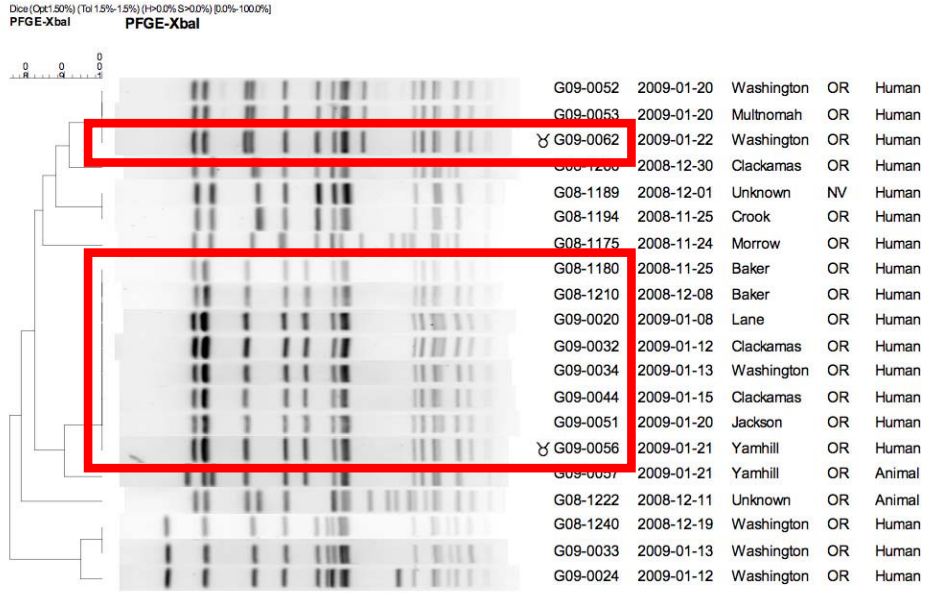 Dice (Opt:1.50%) (Tol 1.5%-1.5%) (H>0.0% S>0.0%) [0.0%-100.0%]
PFGE-XbaI PFGE-XbaI
G09-0052 2009-01-20 Washington OR Human
G09-0053 2009-01-20 Multnomah OR Human
♉ G09-0062 2009-01-22 Washington OR Human
2008-12-30 Clackamas OR Human
G08-1189 2008-12-01 Unknown NV Human
G08-1194 2008-11-25 Crook OR Human
G08-1175 2008-11-24 Morrow OR Human
G08-1180 2008-11-25 Baker OR Human
G08-1210 2008-12-08 Baker OR Human
G09-0020 2009-01-08 Lane OR Human
G09-0032 2009-01-12 Clackamas OR Human
G09-0034 2009-01-13 Washington OR Human
G09-0044 2009-01-15 Clackamas OR Human
G09-0051 2009-01-20 Jackson OR Human
♉ G09-0056 2009-01-21 Yamhill OR Human
G09-0057 2009-01-21 Yamhill OR Animal
G08-1222 2008-12-11 Unknown OR Animal
G08-1240 2008-12-19 Washington OR Human
G09-0033 2009-01-13 Washington OR Human
G09-0024 2009-01-12 Washington OR Human